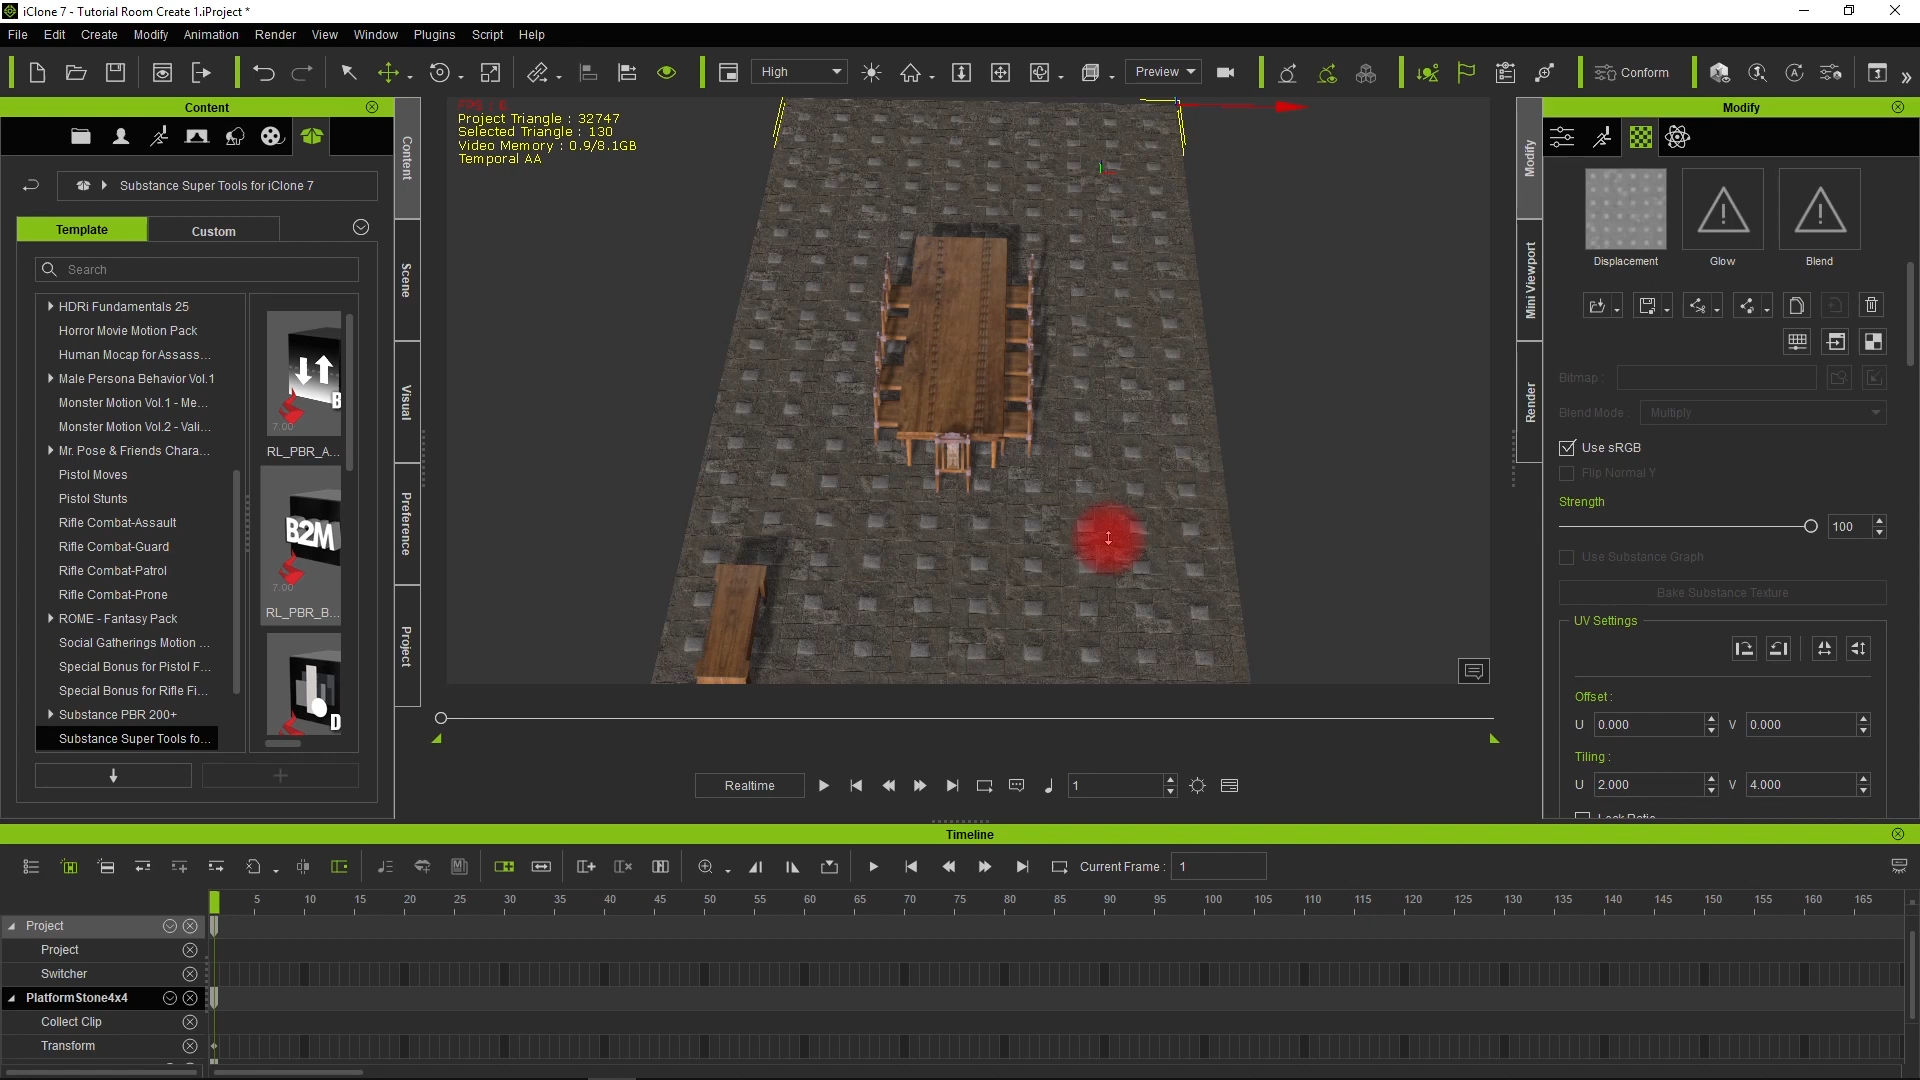 iClone 7 - Tutorial Room Create 1.iProject *
File Edit Create Modify Animation Render View Window Plugins Script Help
High
Preview
Conform
Content
Substance Super Tools for iClone 7
Template
Custom
Search
HDRi Fundamentals 25
Horror Movie Motion Pack
Human Mocap for Assass...
Male Persona Behavior Vol.1
Monster Motion Vol.1 - Me...
Monster Motion Vol.2 - Vali...
Mr. Pose & Friends Chara...
Pistol Moves
Pistol Stunts
Rifle Combat-Assault
Rifle Combat-Guard
Rifle Combat-Patrol
Rifle Combat-Prone
ROME - Fantasy Pack
Social Gatherings Motion ...
Special Bonus for Pistol F...
Special Bonus for Rifle Fi...
Substance PBR 200+
Substance Super Tools fo...
B
7.00
RL_PBR_A...
B2M
7.00
RL_PBR_B...
D
Content
Scene
Visual
Preference
Project
Project Triangle : 32747
Selected Triangle : 130
Video Memory : 0.9/8.1GB
Temporal AA
Modify
Mini Viewport
Render
Modify
Displacement
Glow
Blend
Bitmap :
Blend Mode : Multiply
Use sRGB
Flip Normal Y
Strength
100
Use Substance Graph
Bake Substance Texture
UV Settings
Offset :
U 0.000 V 0.000
Tiling :
U 2.000 V 4.000
Lock Ratio
Realtime
1
Timeline
Current Frame : 1
5 10 15 20 25 30 35 40 45 50 55 60 65 70 75 80 85 90 95 100 105 110 115 120 125 130 135 140 145 150 155 160 165
Project
Project
Switcher
PlatformStone4x4
Collect Clip
Transform